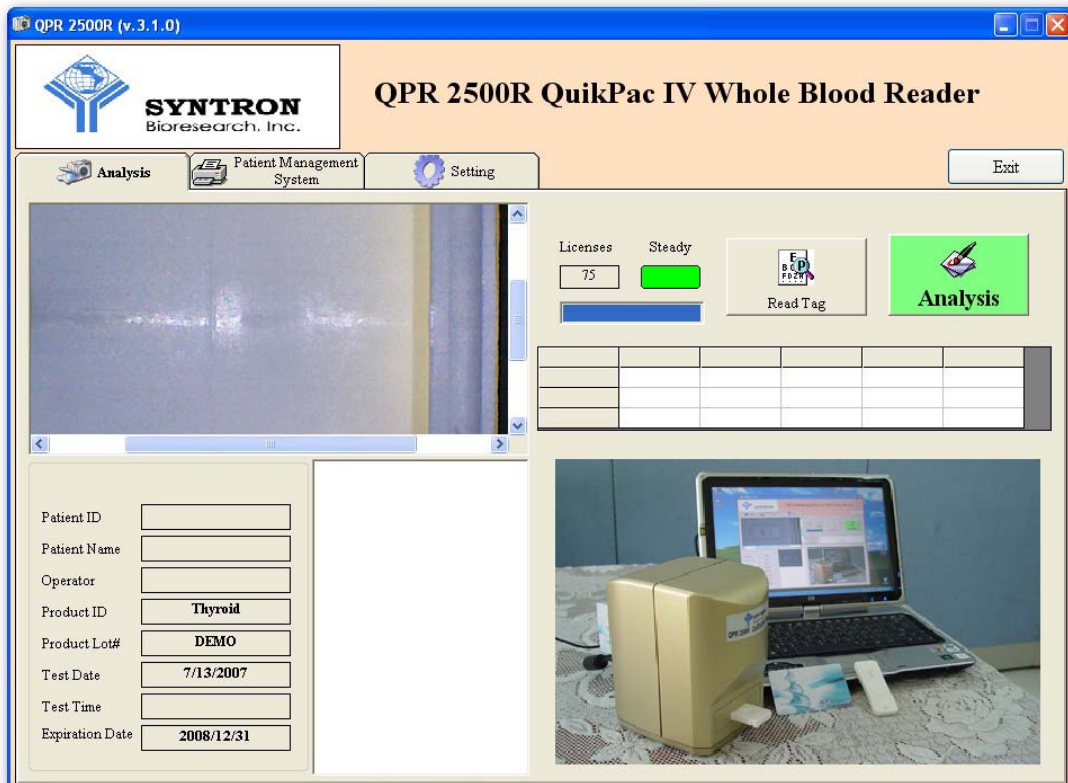 QPR 2500R (v.3.1.0)
SYNTRON
Bioresearch, Inc.
QPR 2500R QuikPac IV Whole Blood Reader
Analysis
Patient Management
System
Setting
Exit
Licenses
Steady
75
Read Tag
Analysis
Patient ID
Patient Name
Operator
Product ID
Thyroid
Product Lot#
DEMO
Test Date
7/13/2007
Test Time
Expiration Date
2008/12/31
QPR 2500R